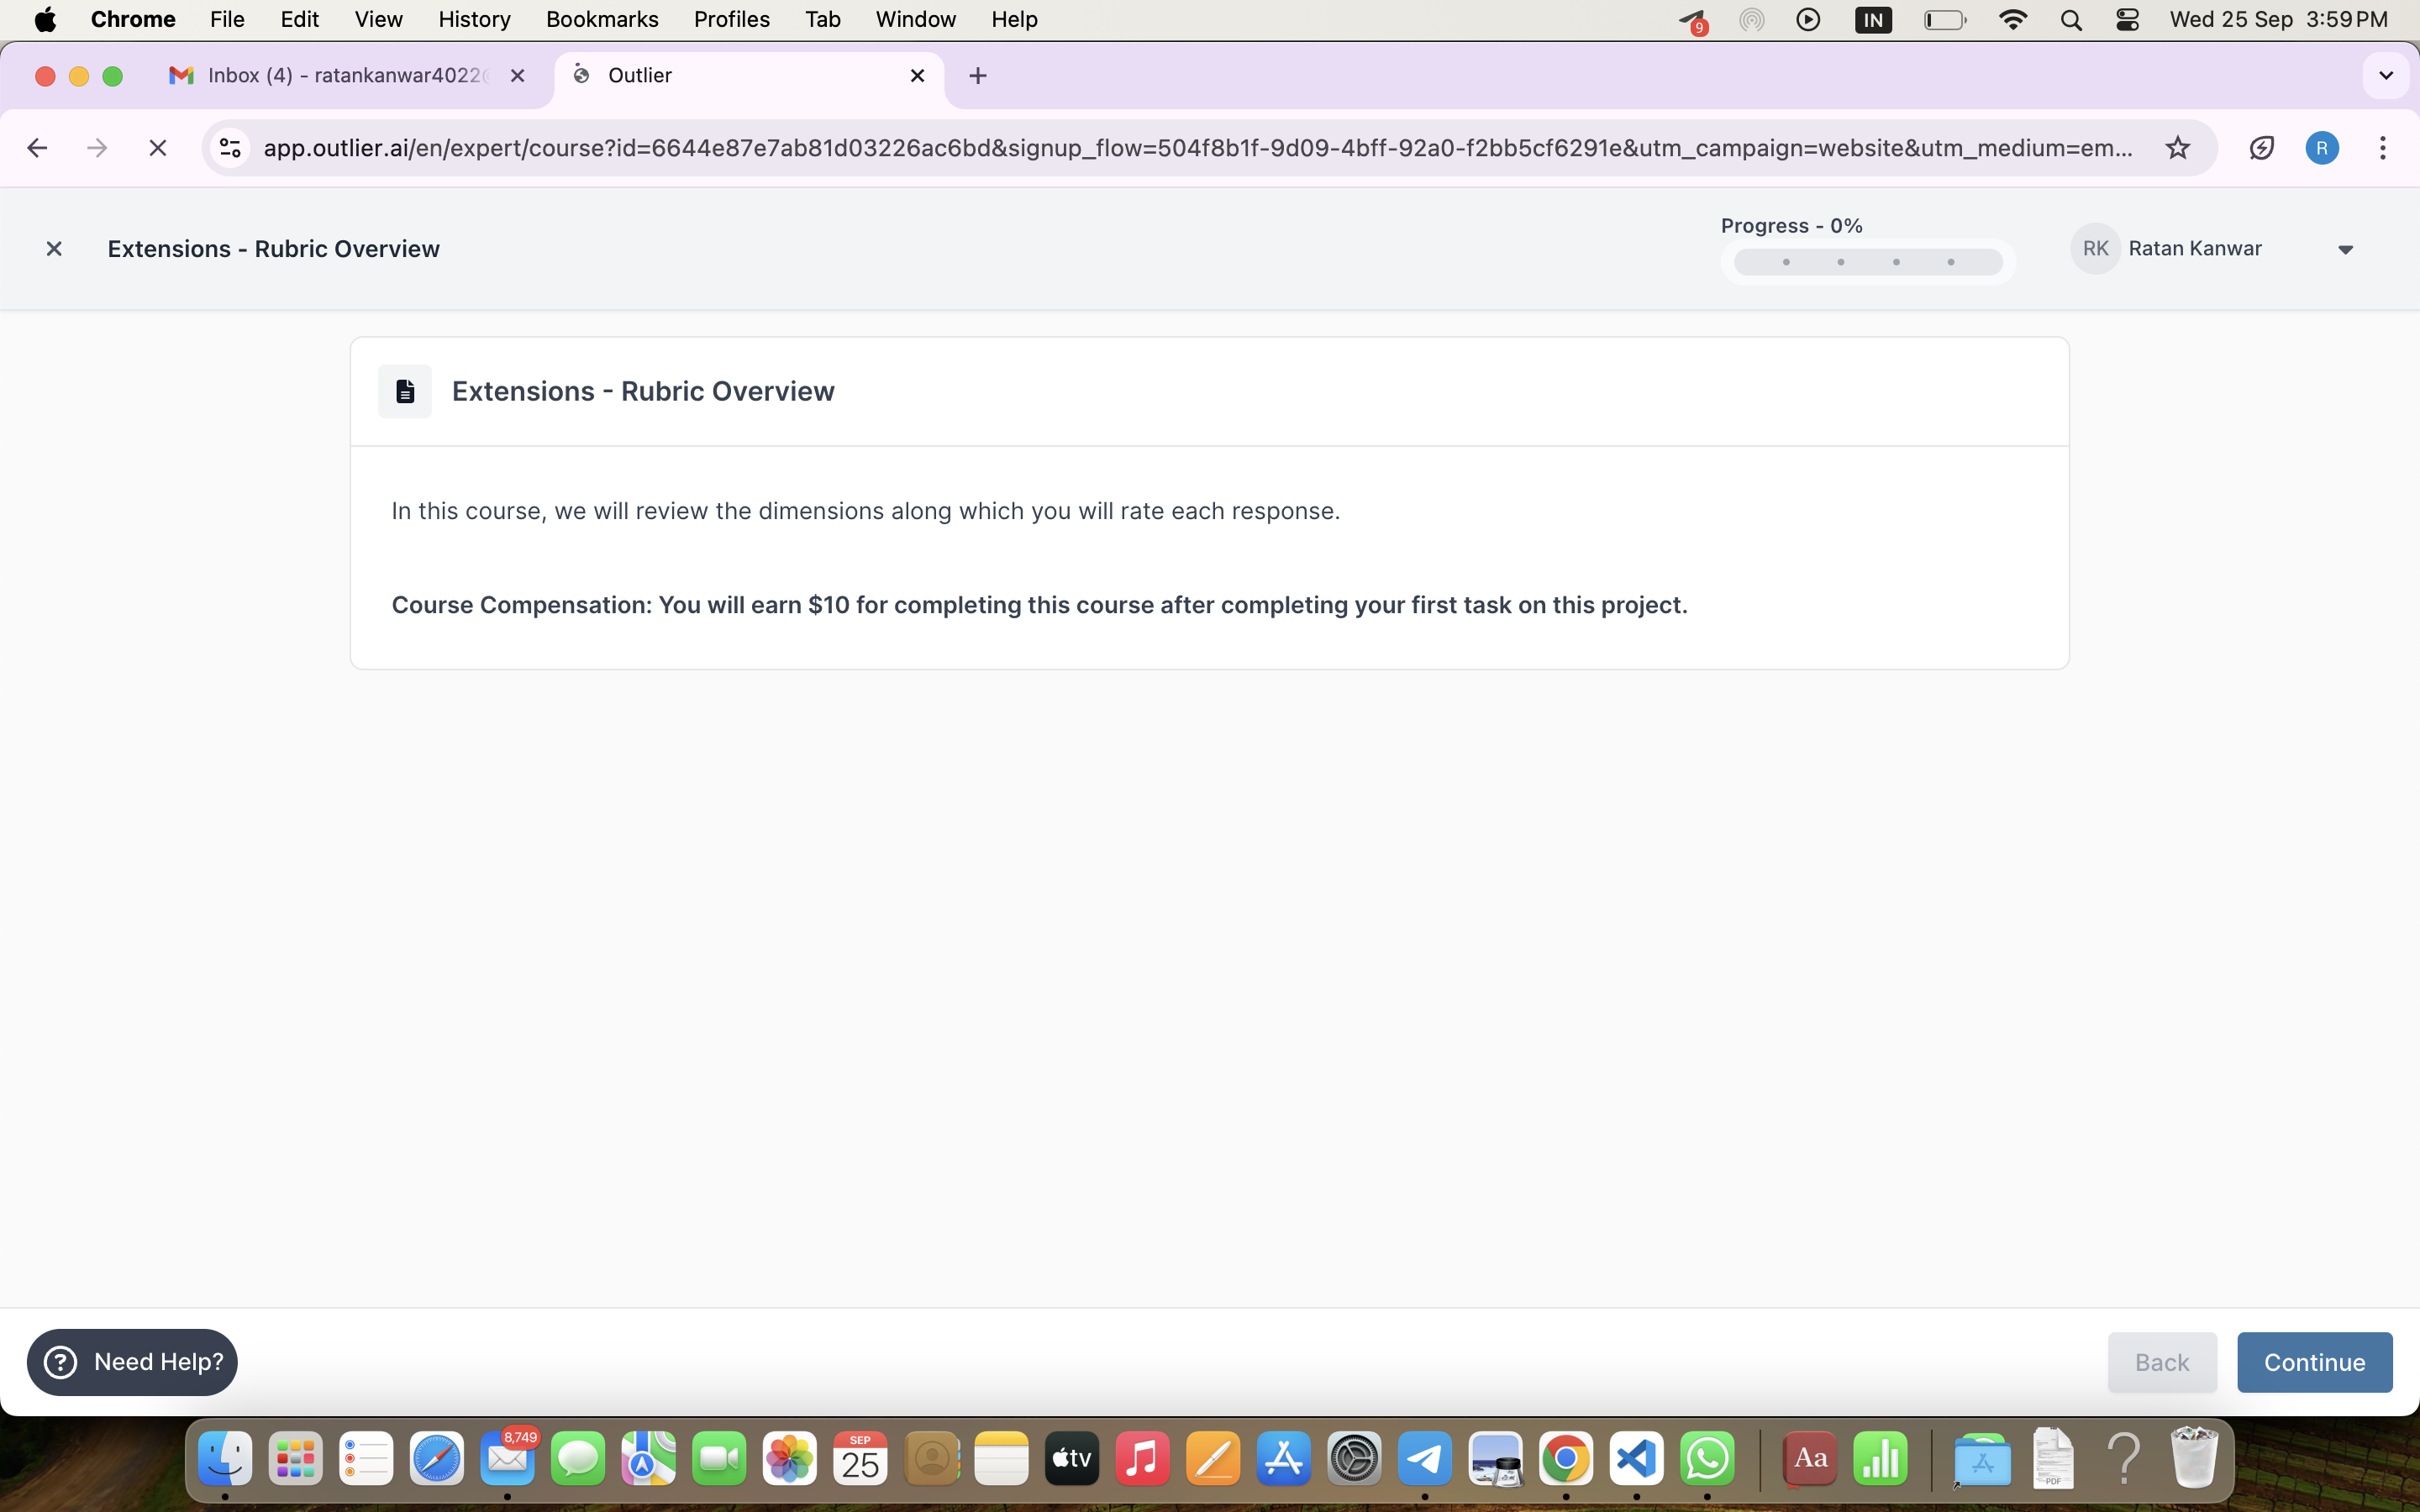 Chrome File Edit View History Bookmarks Profiles Tab Window Help 9 IN Wed 25 Sep 3:59 PM
Inbox (4) - ratankanwar4022 Outlier
app.outlier.ai/en/expert/course?id=6644e87e7ab81d03226ac6bd&signup_flow=504f8b1f-9d09-4bff-92a0-f2bb5cf6291e&utm_campaign=website&utm_medium=em... R
Progress - 0%
Extensions - Rubric Overview RK Ratan Kanwar
Extensions - Rubric Overview
In this course, we will review the dimensions along which you will rate each response.
Course Compensation: You will earn $10 for completing this course after completing your first task on this project.
? Need Help? Back Continue
8,749 SEP
25 tv Aa PDF ?